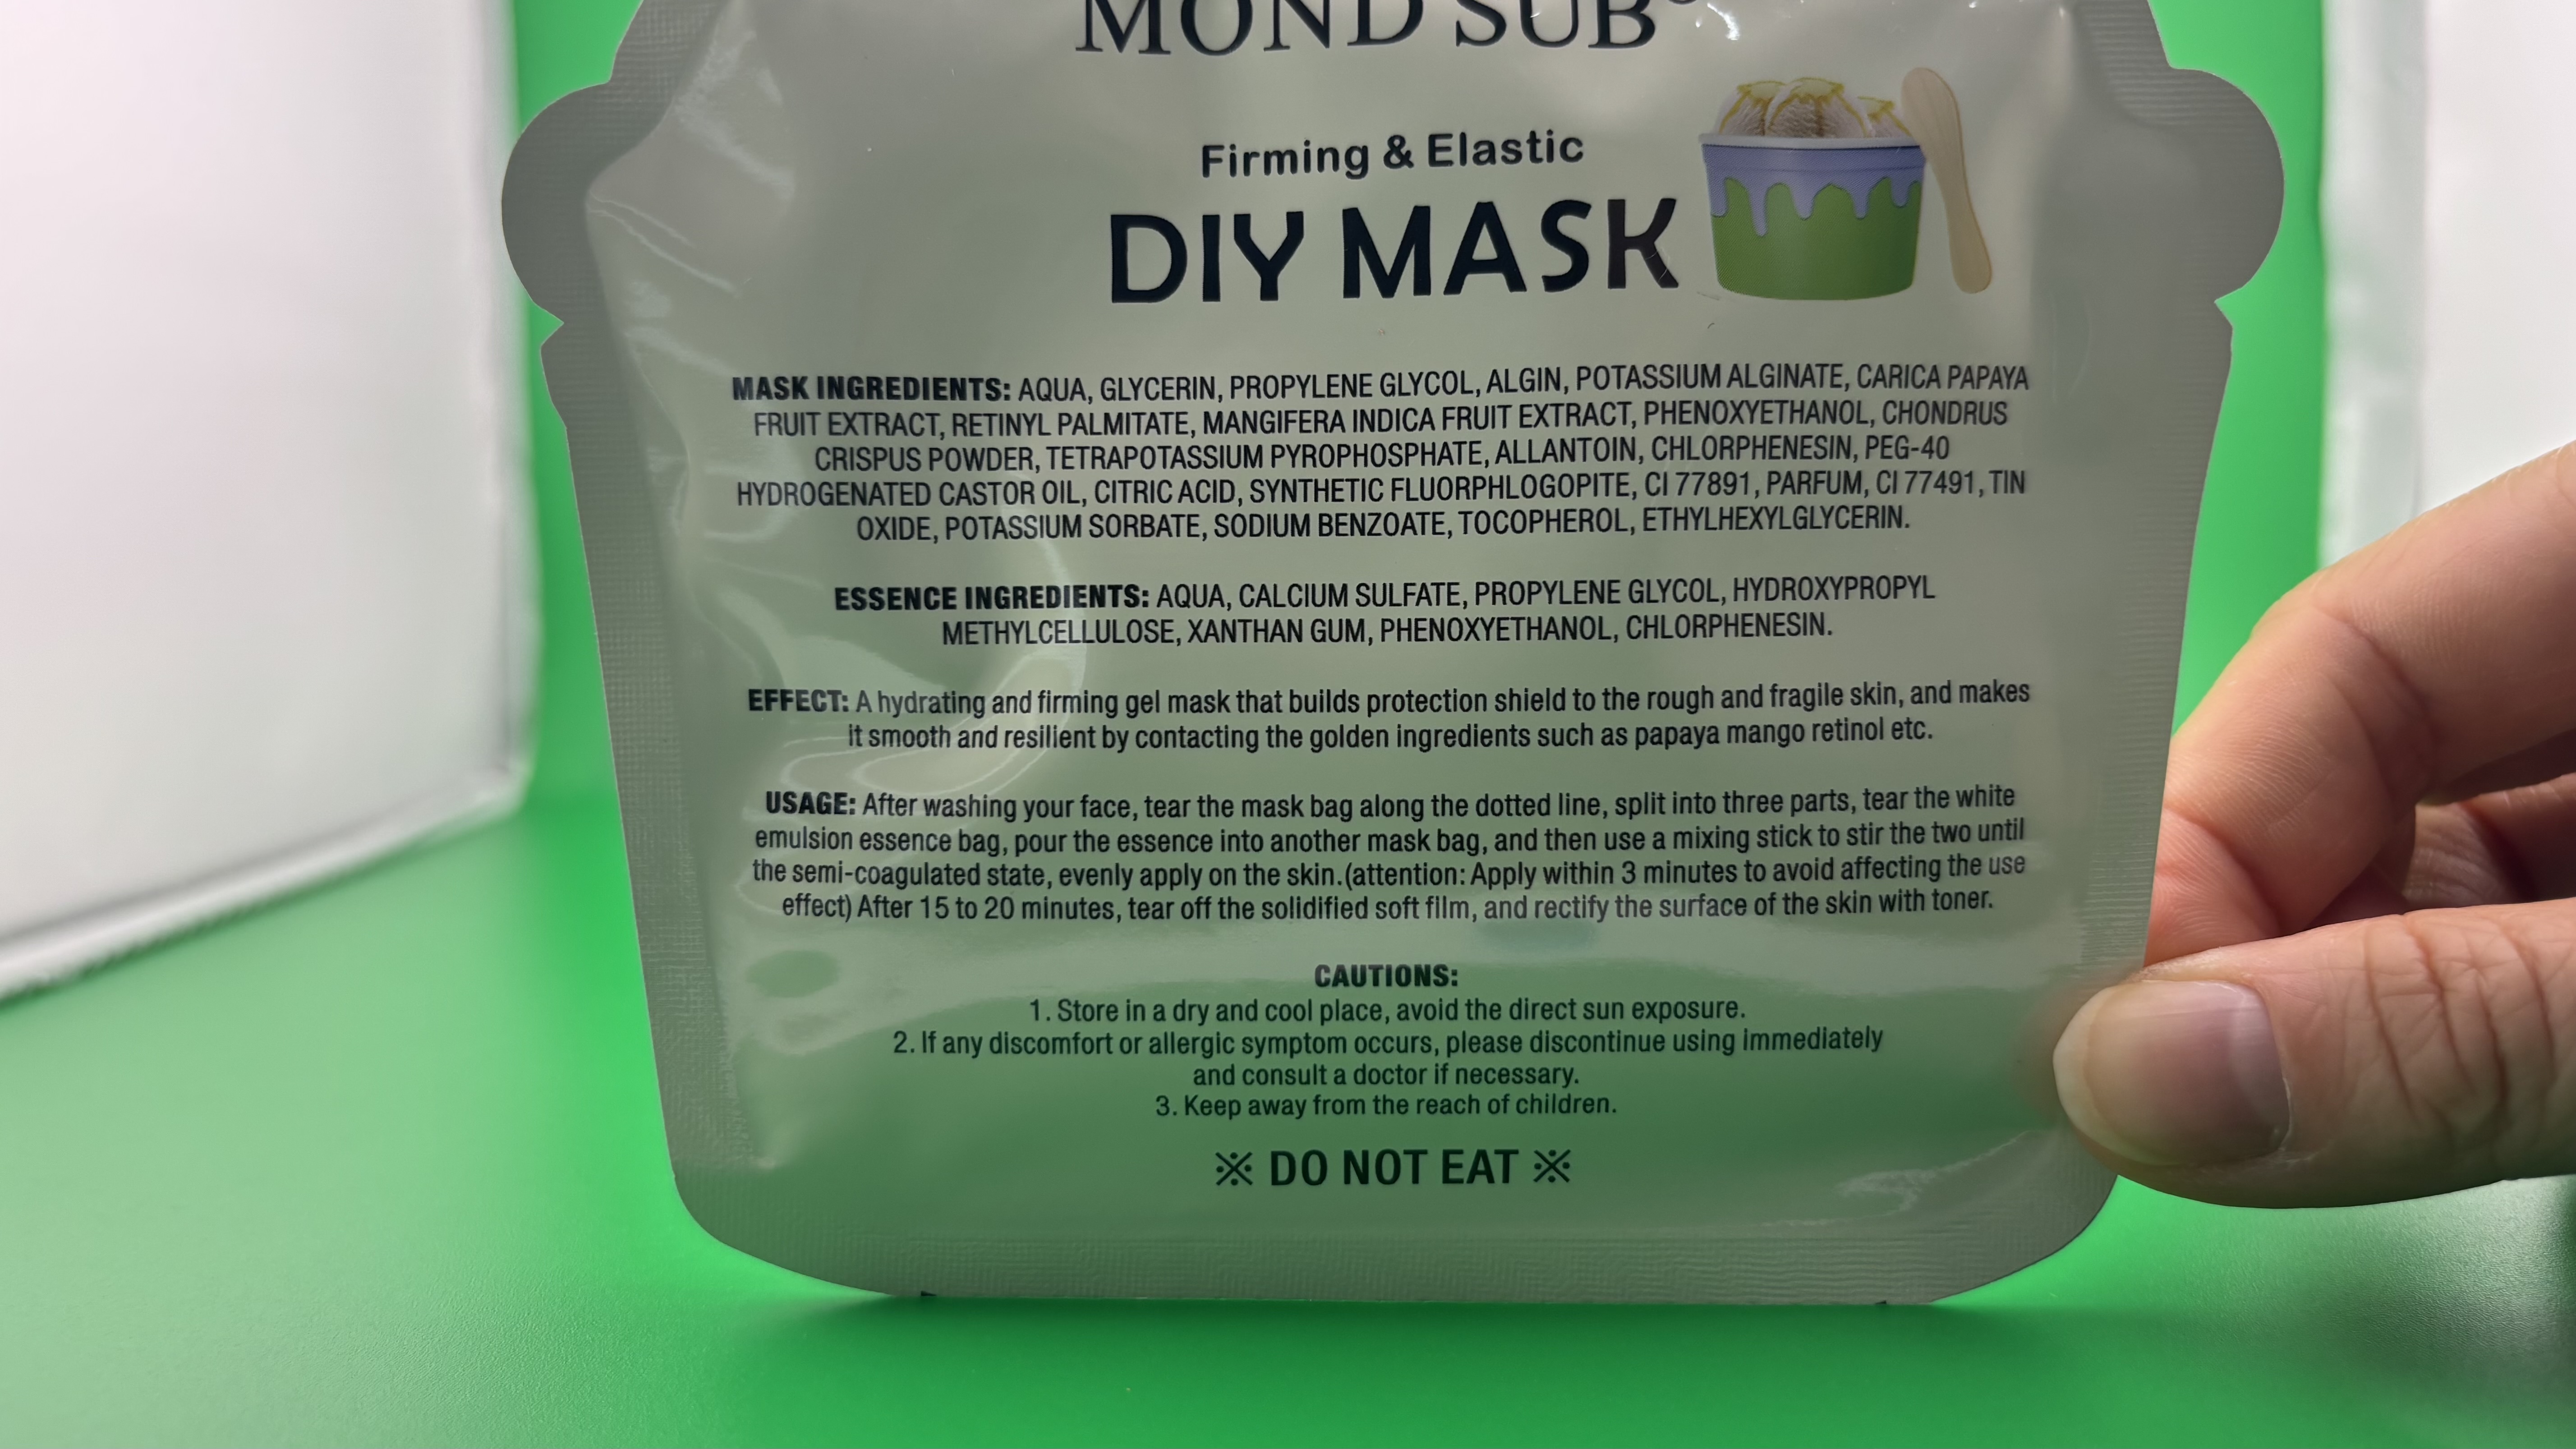 MOND SUB
Firming & Elastic
DIY MASK
MASK INGREDIENTS: AQUA, GLYCERIN, PROPYLENE GLYCOL, ALGIN, POTASSIUM ALGINATE, CARICA PAPAYA
FRUIT EXTRACT, RETINYL PALMITATE, MANGIFERA INDICA FRUIT EXTRACT, PHENOXYETHANOL, CHONDRUS
CRISPUS POWDER, TETRAPOTASSIUM PYROPHOSPHATE, ALLANTOIN, CHLORPHENESIN, PEG-40
HYDROGENATED CASTOR OIL, CITRIC ACID, SYNTHETIC FLUORPHLOGOPITE, CI 77891, PARFUM, CI 77491, TIN
OXIDE, POTASSIUM SORBATE, SODIUM BENZOATE, TOCOPHEROL, ETHYLHEXYLGLYCERIN.
ESSENCE INGREDIENTS: AQUA, CALCIUM SULFATE, PROPYLENE GLYCOL, HYDROXYPROPYL
METHYLCELLULOSE, XANTHAN GUM, PHENOXYETHANOL, CHLORPHENESIN.
EFFECT: A hydrating and firming gel mask that builds protection shield to the rough and fragile skin, and makes
it smooth and resilient by contacting the golden ingredients such as papaya mango retinol etc.
USAGE: After washing your face, tear the mask bag along the dotted line, split into three parts, tear the white
emulsion essence bag, pour the essence into another mask bag, and then use a mixing stick to stir the two until
the semi-coagulated state, evenly apply on the skin.(attention: Apply within 3 minutes to avoid affecting the use
effect) After 15 to 20 minutes, tear off the solidified soft film, and rectify the surface of the skin with toner.
CAUTIONS:
1. Store in a dry and cool place, avoid the direct sun exposure.
2. If any discomfort or allergic symptom occurs, please discontinue using immediately
and consult a doctor if necessary.
3. Keep away from the reach of children.
※ DO NOT EAT ※